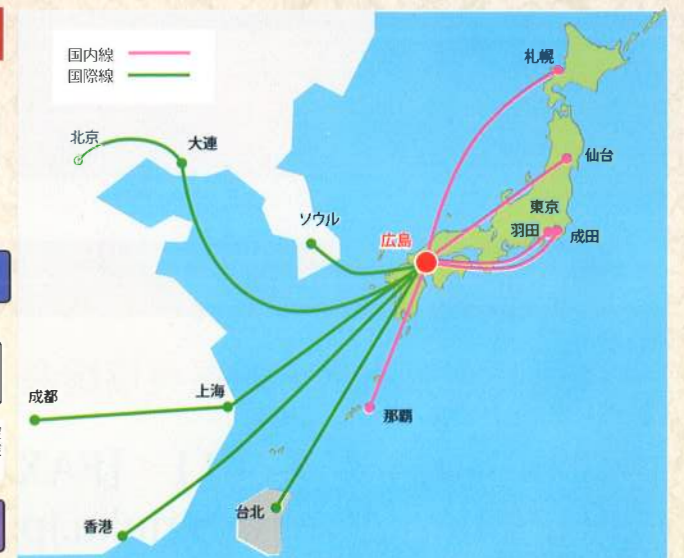 国内線
国際線
札幌
北京
大連
仙台
ソウル
東京
広島
羽田
成田
成都
上海
那覇
香港
台北